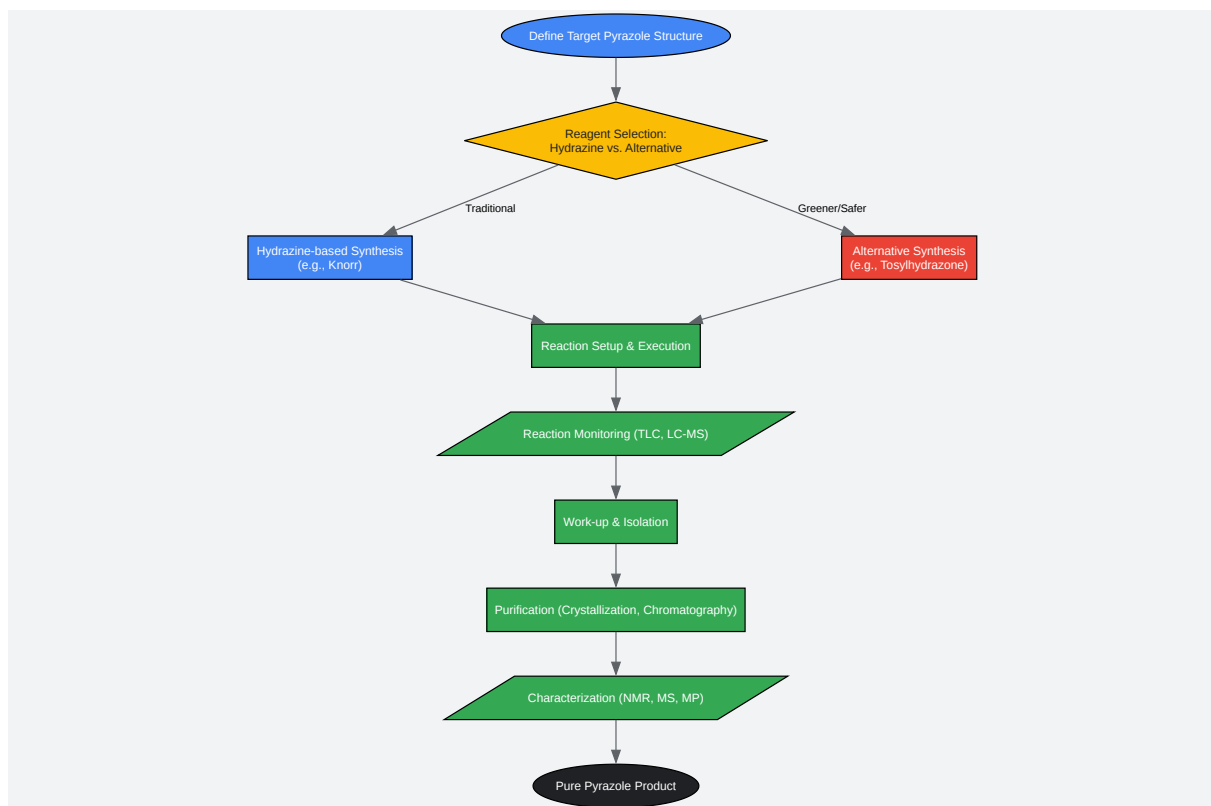 Define Target Pyrazole Structure
Reagent Selection:
Hydrazine vs. Alternative
Traditional
Greener/Safer
Hydrazine-based Synthesis
(e.g., Knorr)
Alternative Synthesis
(e.g., Tosylhydrazone)
Reaction Setup & Execution
Reaction Monitoring (TLC, LC-MS)
Work-up & Isolation
Purification (Crystallization, Chromatography)
Characterization (NMR, MS, MP)
Pure Pyrazole Product